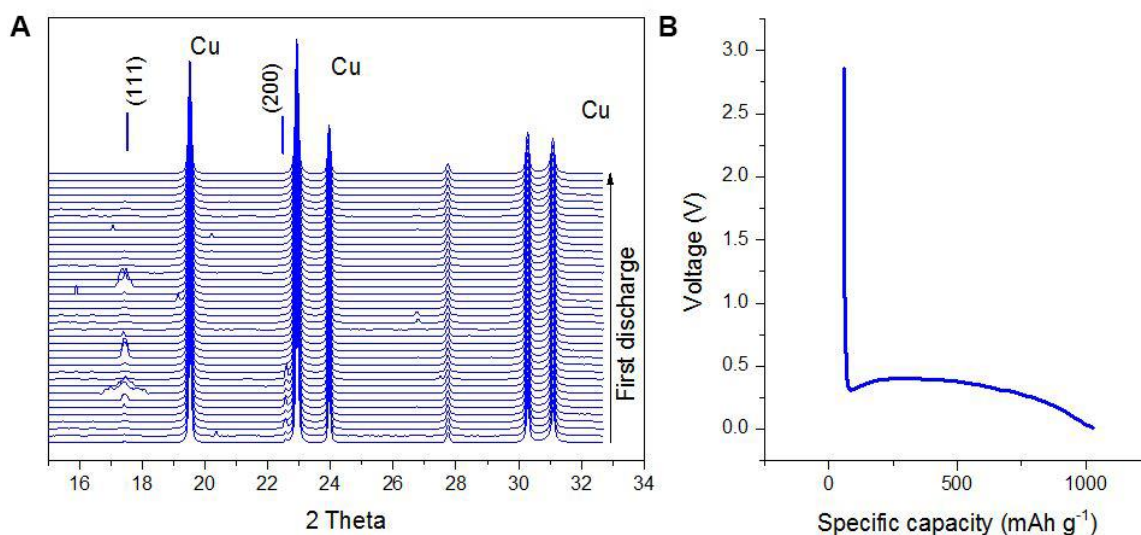 A
Cu
Cu
Cu
(111)
(200)
First discharge
16 18 20 22 24 26 28 30 32 34
2 Theta
B
3.0
2.5
2.0
1.5
1.0
0.5
0.0
Voltage (V)
0 500 1000
Specific capacity (mAh g⁻¹)